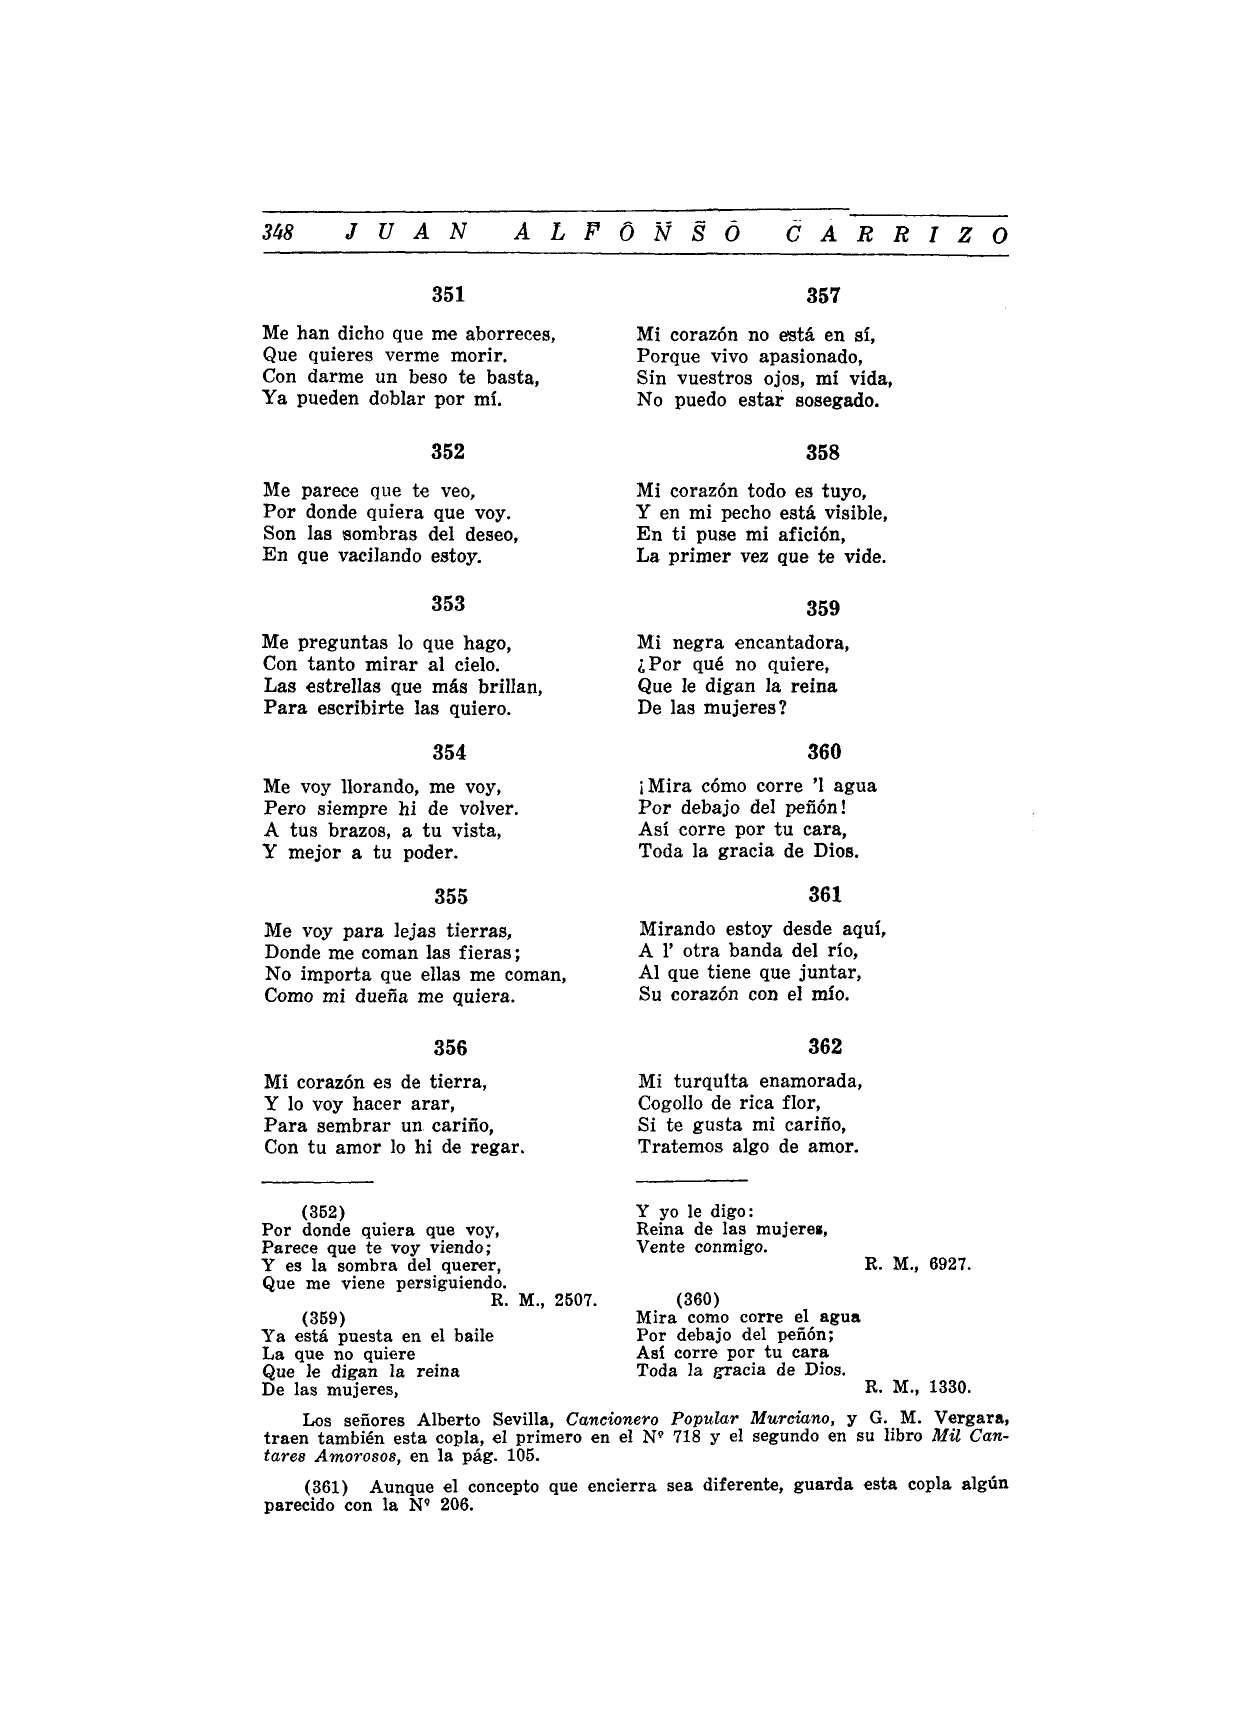 348 JUAN ALFONSO CARRIZO
351
Me han dicho que me aborreces,
Que quieres verme morir.
Con darme un beso te basta,
Ya pueden doblar por mí.
352
Me parece que te veo,
Por donde quiera que voy.
Son las sombras del deseo,
En que vacilando estoy.
353
Me preguntas lo que hago,
Con tanto mirar al cielo.
Las estrellas que más brillan,
Para escribirte las quiero.
354
Me voy llorando, me voy,
Pero siempre hi de volver.
A tus brazos, a tu vista,
Y mejor a tu poder.
355
Me voy para lejas tierras,
Donde me coman las fieras;
No importa que ellas me coman,
Como mi dueña me quiera.
356
Mi corazón es de tierra,
Y lo voy hacer arar,
Para sembrar un cariño,
Con tu amor lo hi de regar.
357
Mi corazón no está en sí,
Porque vivo apasionado,
Sin vuestros ojos, mi vida,
No puedo estar sosegado.
358
Mi corazón todo es tuyo,
Y en mi pecho está visible,
En ti puse mi afición,
La primer vez que te vide.
359
Mi negra encantadora,
¿Por qué no quiere,
Que le digan la reina
De las mujeres?
360
¡Mira cómo corre 'l agua
Por debajo del peñón!
Así corre por tu cara,
Toda la gracia de Dios.
361
Mirando estoy desde aquí,
A l' otra banda del río,
Al que tiene que juntar,
Su corazón con el mío.
362
Mi turquita enamorada,
Cogollo de rica flor,
Si te gusta mi cariño,
Tratemos algo de amor.
(352)
Por donde quiera que voy,
Parece que te voy viendo;
Y es la sombra del querer,
Que me viene persiguiendo.
R. M., 2507.
(359)
Ya está puesta en el baile
La que no quiere
Que le digan la reina
De las mujeres,
Y yo le digo:
Reina de las mujeres,
Vente conmigo.
R. M., 6927.
(360)
Mira como corre el agua
Por debajo del peñón;
Así corre por tu cara
Toda la gracia de Dios.
R. M., 1330.
Los señores Alberto Sevilla, Cancionero Popular Murciano, y G. M. Vergara,
traen también esta copla, el primero en el Nº 718 y el segundo en su libro Mil Can-
tares Amorosos, en la pág. 105.
(361) Aunque el concepto que encierra sea diferente, guarda esta copla algún
parecido con la Nº 206.